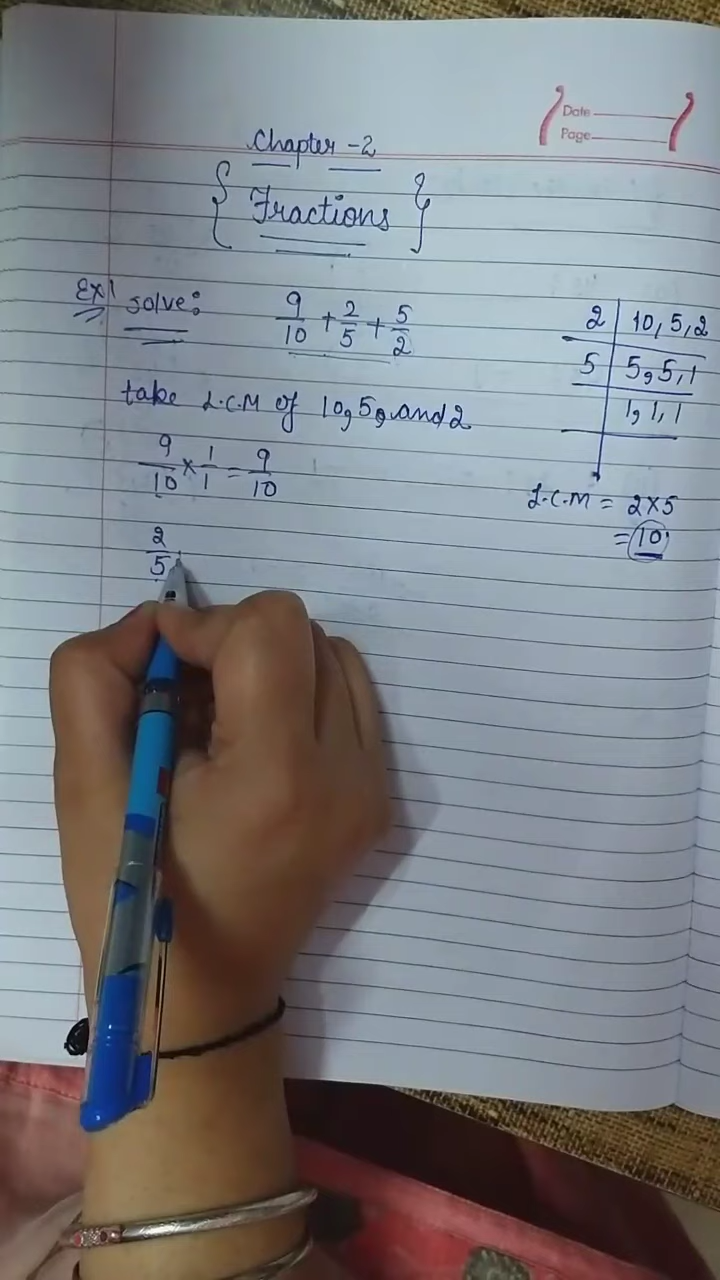 Date
Page
Chapter -2
{ Fractions }
Ex1 solve: 9/10 + 2/5 + 5/2
take L.C.M of 10, 5, and 2
9/10 × 1/1 = 9/10
2/5
2 | 10, 5, 2
5 | 5, 5, 1
1, 1, 1
L.C.M = 2×5
= 10